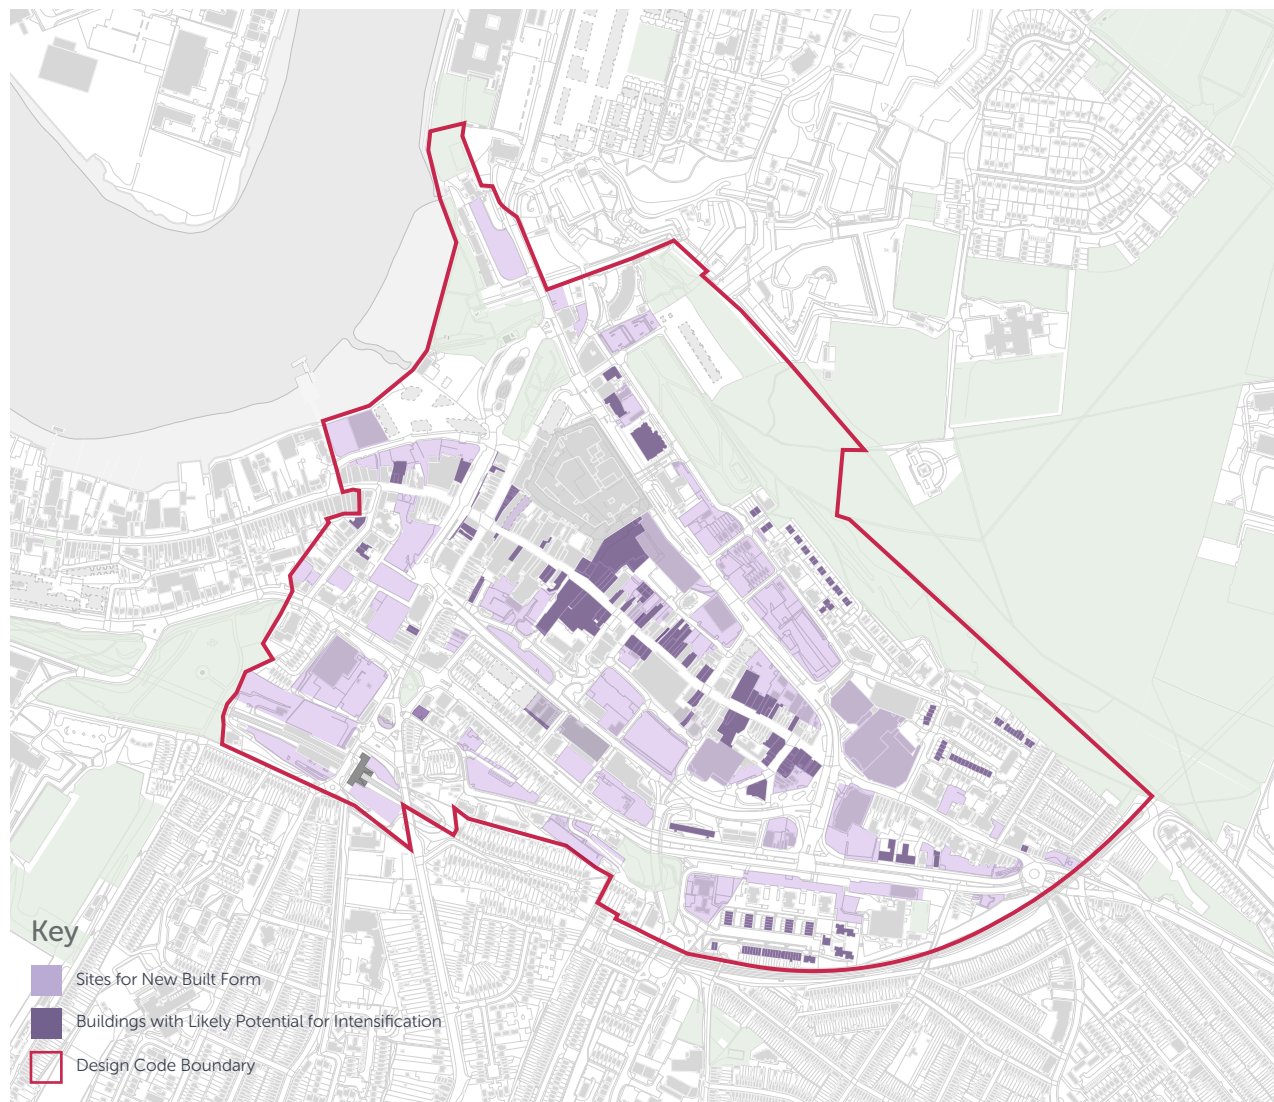 Key
Sites for New Built Form
Buildings with Likely Potential for Intensification
Design Code Boundary